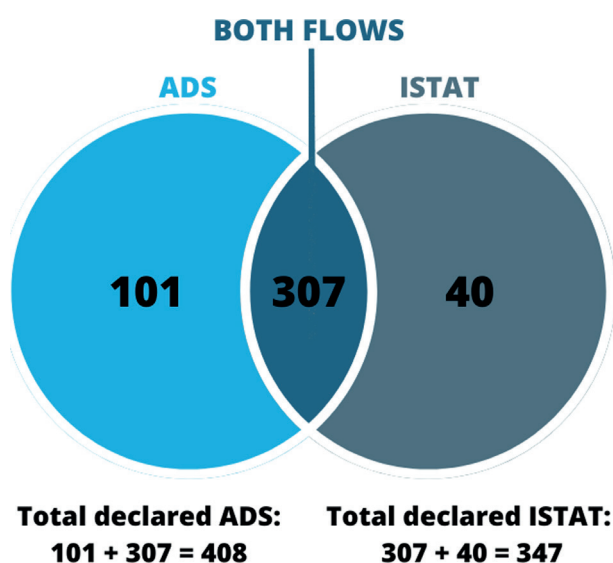 BOTH FLOWS
ADS
ISTAT
101
307
40
Total declared ADS:
101 + 307 = 408
Total declared ISTAT:
307 + 40 = 347